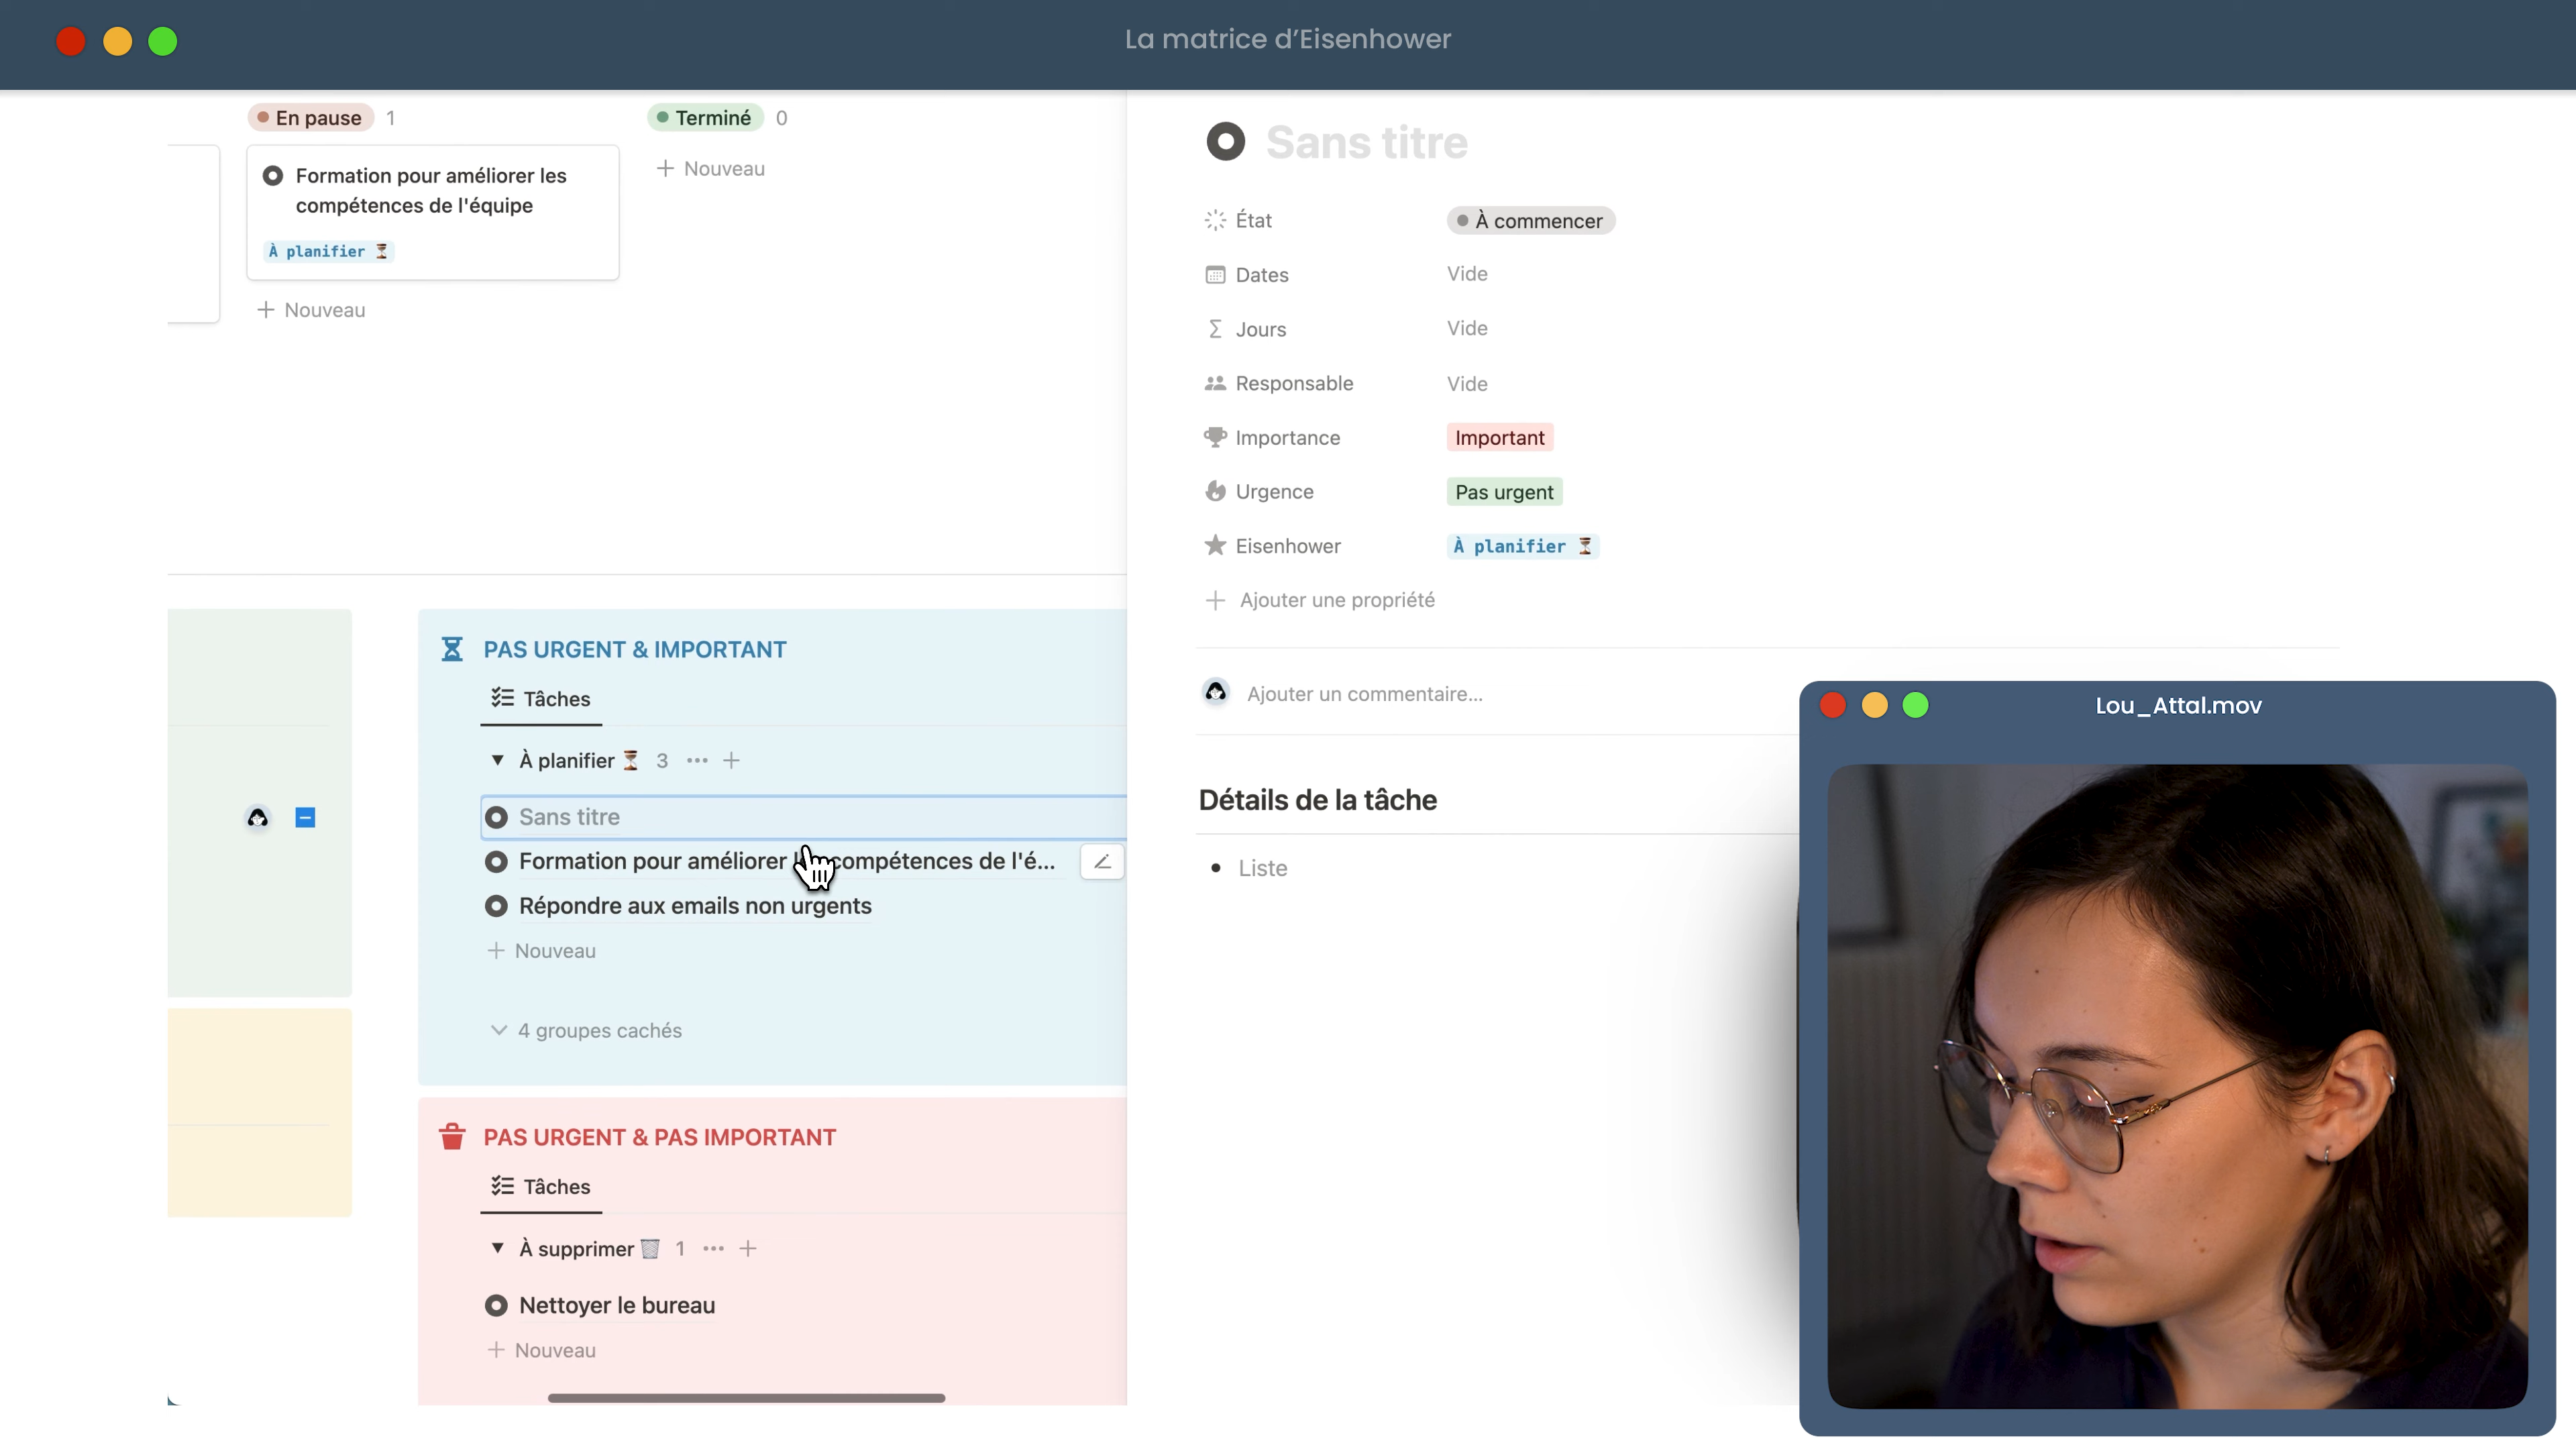 La matrice d’Eisenhower
En pause 1
Terminé 0
Formation pour améliorer les
compétences de l'équipe
À planifier ⏳
+ Nouveau
+ Nouveau
Sans titre
État À commencer
Dates Vide
Jours Vide
Responsable Vide
Importance Important
Urgence Pas urgent
Eisenhower À planifier ⏳
+ Ajouter une propriété
Ajouter un commentaire...
Détails de la tâche
• Liste
PAS URGENT & IMPORTANT
Tâches
À planifier ⏳ 3 ... +
Sans titre
Formation pour améliorer compétences de l'é...
Répondre aux emails non urgents
+ Nouveau
4 groupes cachés
PAS URGENT & PAS IMPORTANT
Tâches
À supprimer 🗑 1 ... +
Nettoyer le bureau
+ Nouveau
Lou_Attal.mov